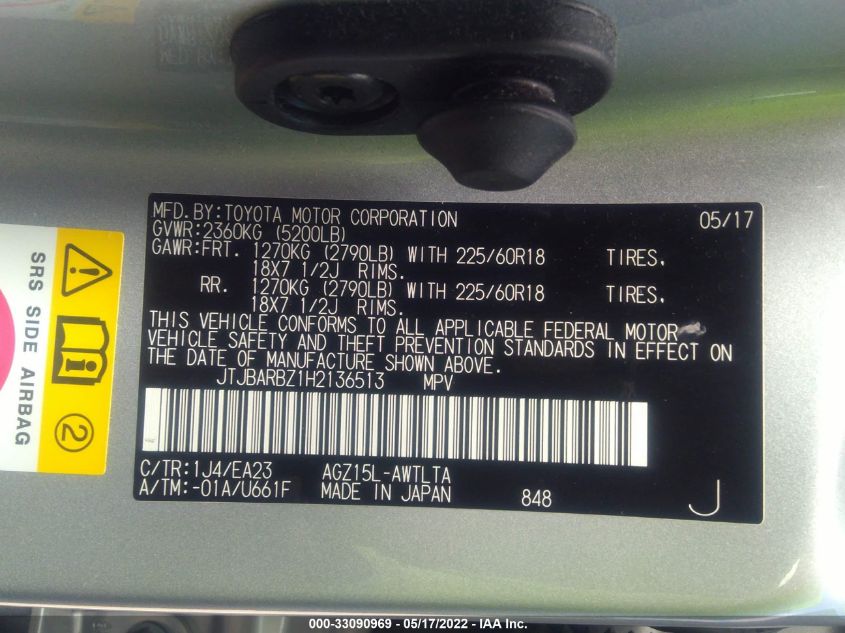 MFD.BY:TOYOTA MOTOR CORPORATION 05/17
GVWR:2360KG (5200LB)
GAWR:FRT. 1270KG (2790LB) WITH 225/60R18 TIRES.
18X7 1/2J RIMS.
RR. 1270KG (2790LB) WITH 225/60R18 TIRES.
18X7 1/2J RIMS.
THIS VEHICLE CONFORMS TO ALL APPLICABLE FEDERAL MOTOR
VEHICLE SAFETY AND THEFT PREVENTION STANDARDS IN EFFECT ON
THE DATE OF MANUFACTURE SHOWN ABOVE.
JTJBARBZ1H2136513 MPV
C/TR:1J4/EA23 AGZ15L-AWTLTA
A/TM:-01A/U661F MADE IN JAPAN 848 J
SRS SIDE AIRBAG
2
000-33090969 - 05/17/2022 - IAA Inc.